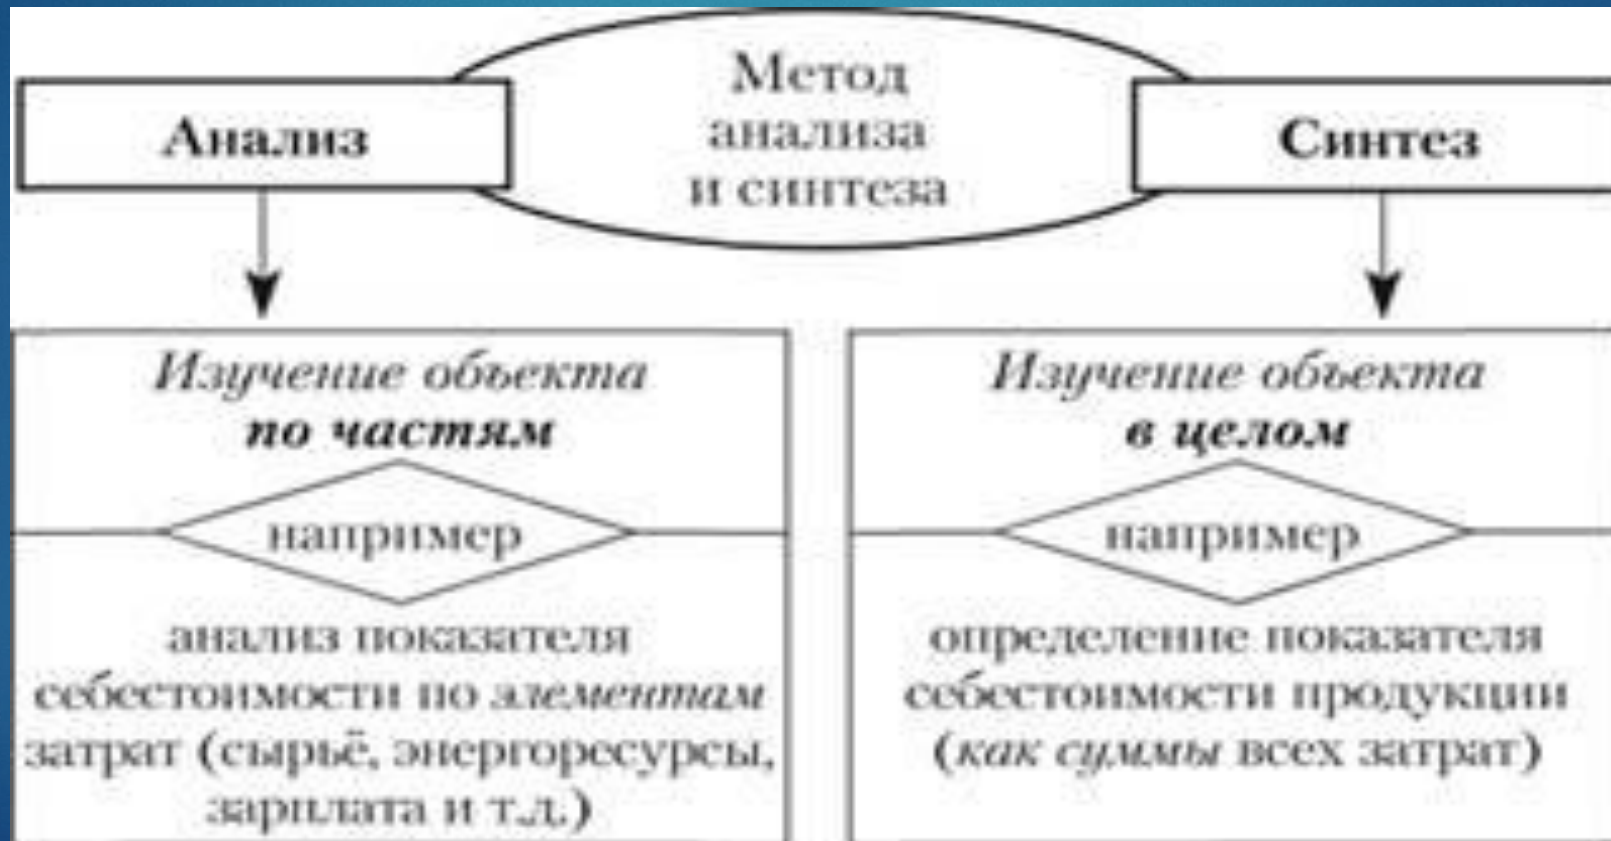 Метод
анализа
и синтеза
Анализ
Синтез
Изучение объекта
по частям
например
анализ показателя
себестоимости по элементам
затрат (сырьё, энергоресурсы,
зарплата и т.д.)
Изучение объекта
в целом
например
определение показателя
себестоимости продукции
(как суммы всех затрат)